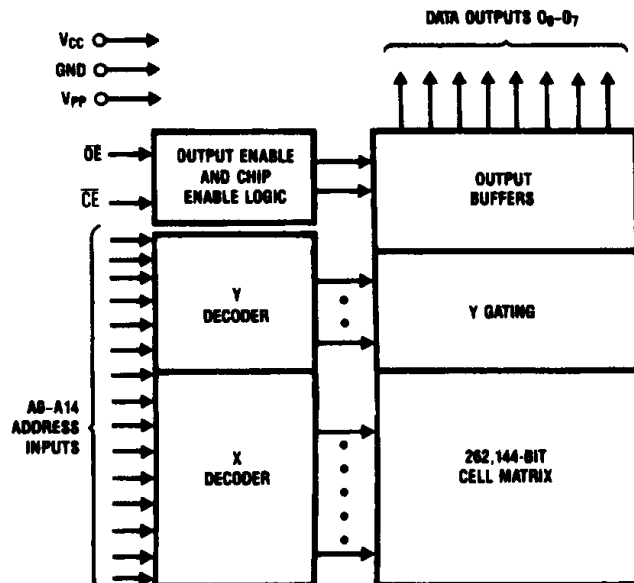 DATA OUTPUTS O0-O7
VCC
GND
VPP
OE
CE
OUTPUT ENABLE
AND CHIP
ENABLE LOGIC
OUTPUT
BUFFERS
Y
DECODER
Y GATING
A0-A14
ADDRESS
INPUTS
X
DECODER
262,144-BIT
CELL MATRIX